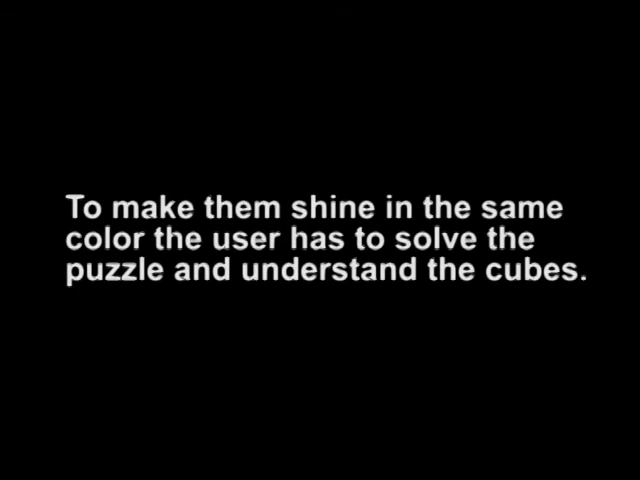 To make them shine in the same
color the user has to solve the
puzzle and understand the cubes.